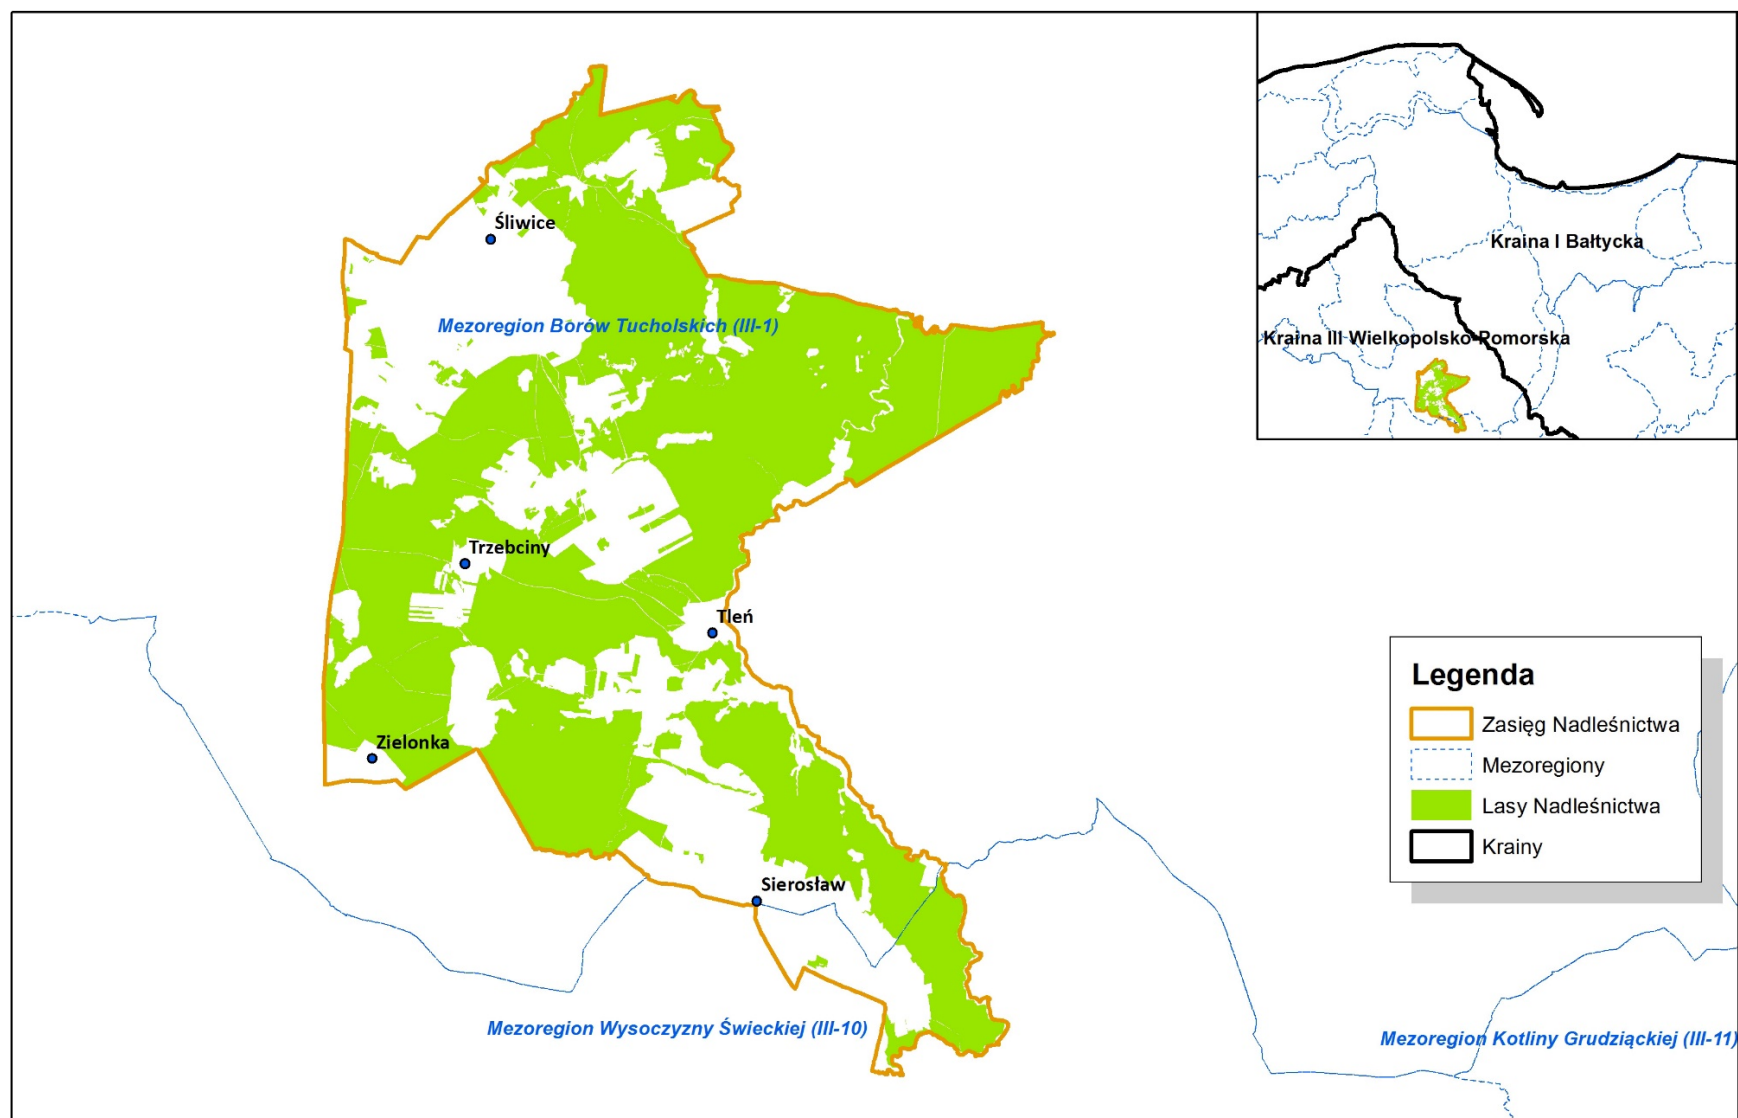 Śliwice
Mezoregion Borów Tucholskich (III-1)
Kraina I Bałtycka
Kraina III Wielkopolsko-Pomorska
Trzebciny
Tleń
Zielonka
Sierosław
Legenda
Zasięg Nadleśnictwa
Mezoregiony
Lasy Nadleśnictwa
Krainy
Mezoregion Wysoczyzny Świeckiej (III-10)
Mezoregion Kotliny Grudziąckiej (III-11)